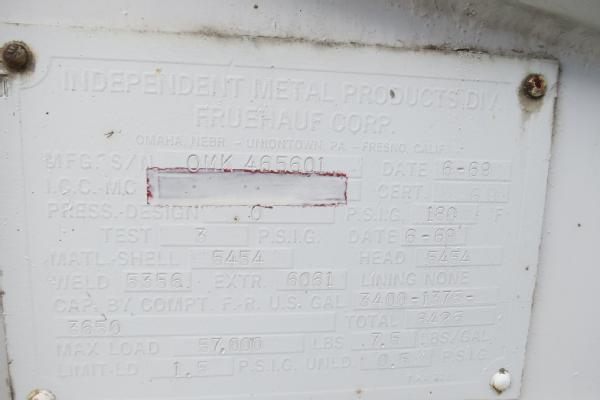 INDEPENDENT METAL PRODUCTS DIV.
FRUEHAUF CORP.
OMAHA, NEBR - UNIONTOWN, PA - FRESNO, CALIF.
MFG. S/N OMK 465601 DATE 6-69
I.C.C.-MC CERT.
PRESS.-DESIGN 0 P.S.I.G. 180 °F
TEST 3 P.S.I.G. DATE 6-69
MATL-SHELL 5454 HEAD 5454
WELD 5356 EXTR. 6061 LINING NONE
CAP. BY COMPT. F.-R. U.S. GAL 3400-1375-
3650 TOTAL 8425
MAX LOAD 57,000 LBS 7.5 LBS/GAL.
LIMIT-LD 1.5 P.S.I.G. UNLD 0.5 P.S.I.G